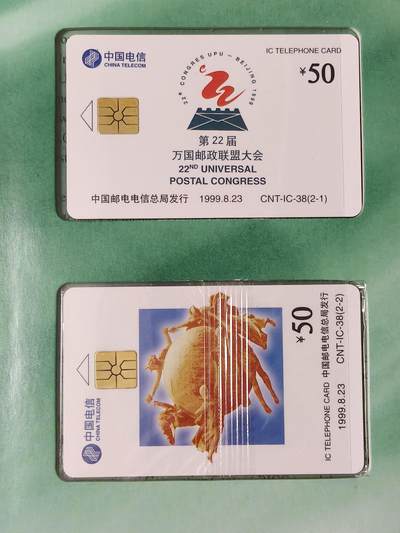 中国电信
CHINA TELECOM
IC TELEPHONE CARD
¥50
22ᴱ CONGRES UPU – BEIJING 1999
第22届
万国邮政联盟大会
22ND UNIVERSAL
POSTAL CONGRESS
中国邮电电信总局发行 1999.8.23 CNT-IC-38(2-1)
中国电信
CHINA TELECOM
¥50
IC TELEPHONE CARD 中国邮电电信总局发行
1999.8.23 CNT-IC-38(2-2)